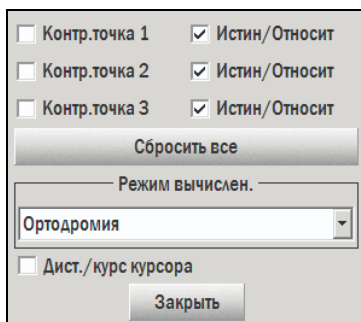 Контр.точка 1 Истин/Относит
Контр.точка 2 Истин/Относит
Контр.точка 3 Истин/Относит
Сбросить все
Режим вычислен.
Ортодромия
Дист./курс курсора
Закрыть